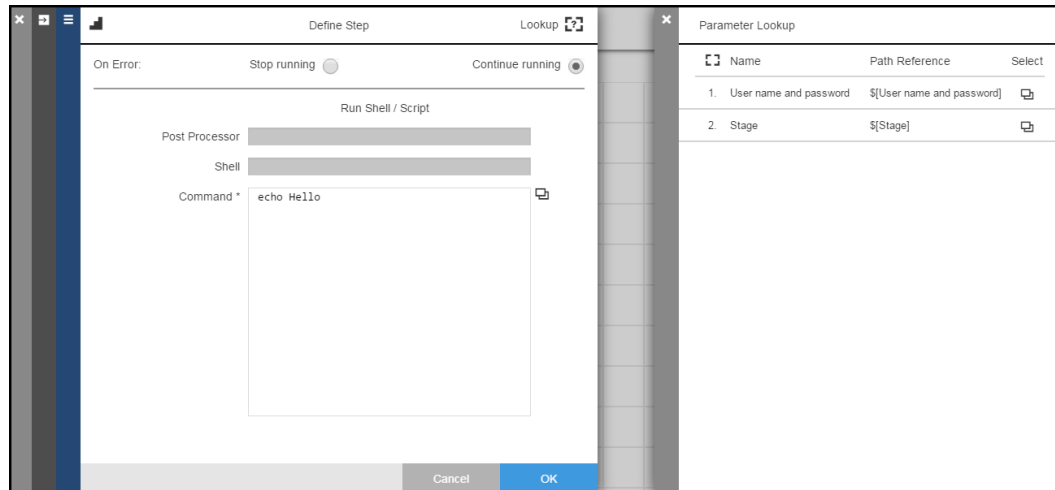 Define Step
Lookup
On Error:
Stop running
Continue running
Run Shell / Script
Post Processor
Shell
Command *
echo Hello
Cancel
OK
Parameter Lookup
Name Path Reference Select
1. User name and password $[User name and password]
2. Stage $[Stage]